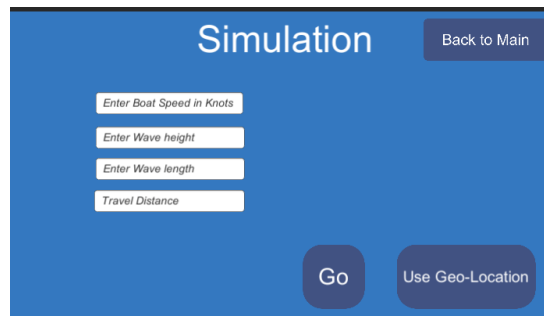 Simulation
Back to Main
Enter Boat Speed in Knots
Enter Wave height
Enter Wave length
Travel Distance
Go
Use Geo-Location